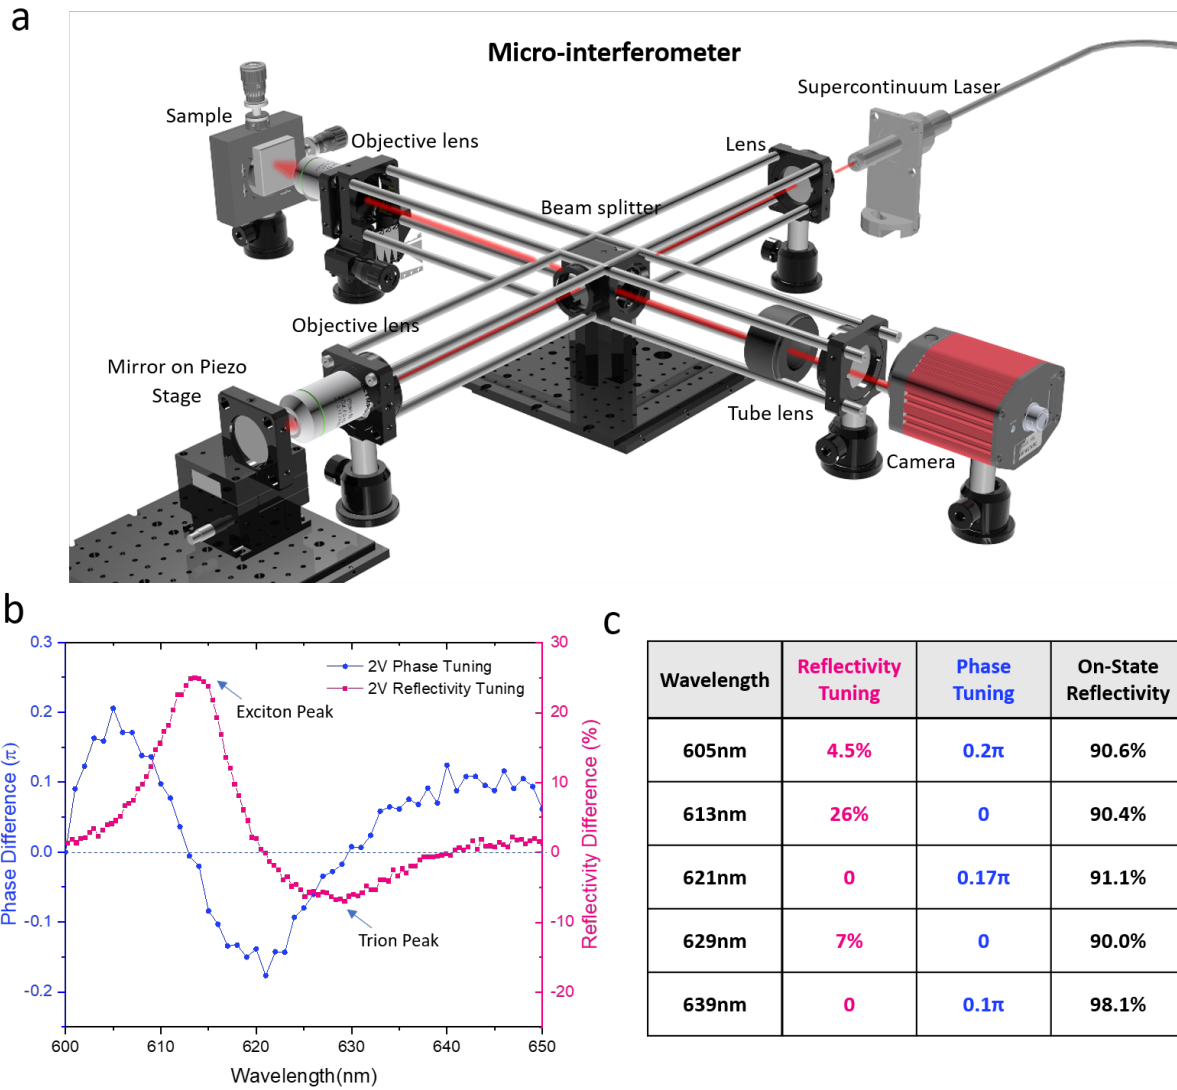 a
Micro-interferometer
Supercontinuum Laser
Sample
Objective lens
Lens
Beam splitter
Objective lens
Mirror on Piezo
Stage
Tube lens
Camera
b
0.3
0.2
0.1
0.0
-0.1
-0.2
Phase Difference (π)
2V Phase Tuning
2V Reflectivity Tuning
Exciton Peak
Trion Peak
30
20
10
0
-10
-20
Reflectivity Difference (%)
600 610 620 630 640 650
Wavelength(nm)
c
Wavelength Reflectivity Tuning Phase Tuning On-State Reflectivity
605nm 4.5% 0.2π 90.6%
613nm 26% 0 90.4%
621nm 0 0.17π 91.1%
629nm 7% 0 90.0%
639nm 0 0.1π 98.1%